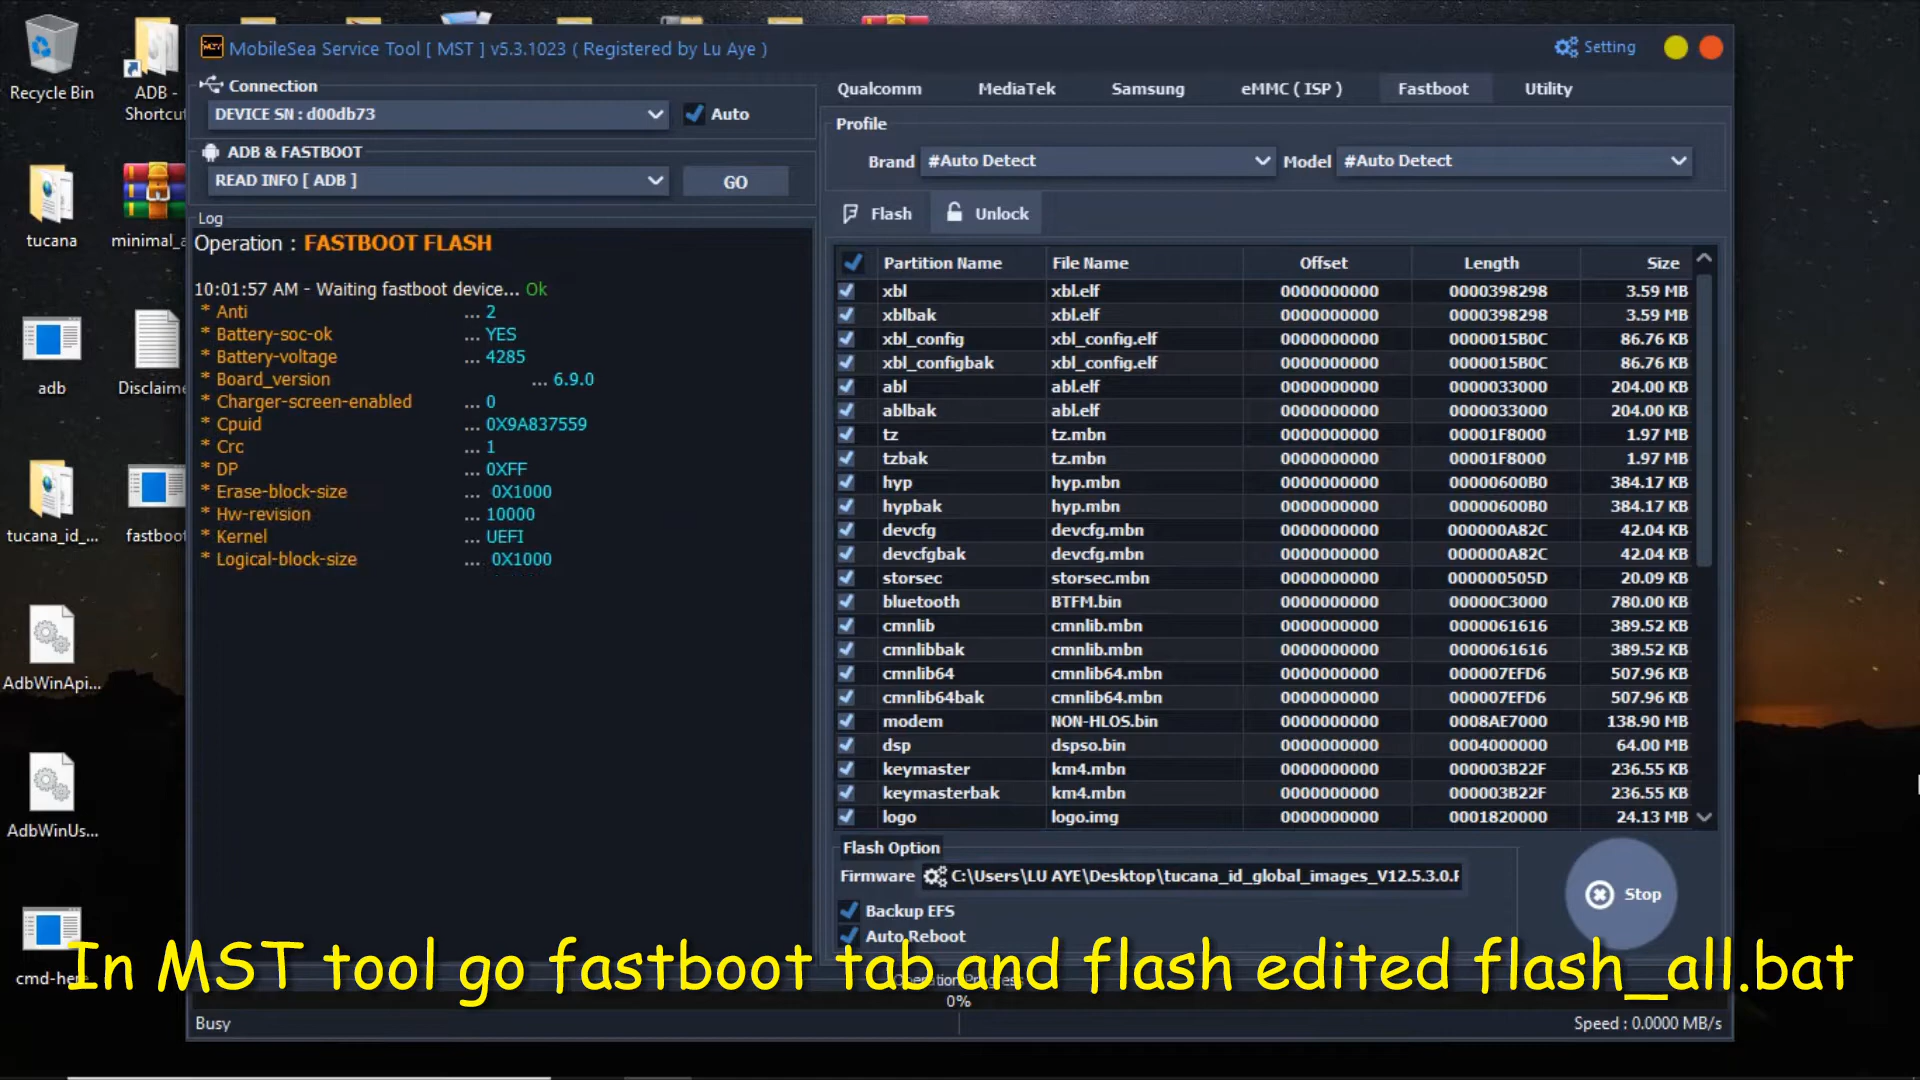 Recycle Bin
ADB -
Shortcu
tucana
minimal_a
adb
Disclaime
tucana_id_...
fastboot
AdbWinApi...
AdbWinUs...
cmd-he
MobileSea Service Tool [ MST ] v5.3.1023 ( Registered by Lu Aye )
Setting
Connection
DEVICE SN : d00db73
Auto
ADB & FASTBOOT
READ INFO [ ADB ]
GO
Log
Operation : FASTBOOT FLASH
10:01:57 AM - Waiting fastboot device... Ok
* Anti ... 2
* Battery-soc-ok ... YES
* Battery-voltage ... 4285
* Board_version ... 6.9.0
* Charger-screen-enabled ... 0
* Cpuid ... 0X9A837559
* Crc ... 1
* DP ... 0XFF
* Erase-block-size ... 0X1000
* Hw-revision ... 10000
* Kernel ... UEFI
* Logical-block-size ... 0X1000
Qualcomm MediaTek Samsung eMMC ( ISP ) Fastboot Utility
Profile
Brand #Auto Detect Model #Auto Detect
Flash Unlock
Partition Name File Name Offset Length Size
xbl xbl.elf 0000000000 0000398298 3.59 MB
xblbak xbl.elf 0000000000 0000398298 3.59 MB
xbl_config xbl_config.elf 0000000000 0000015B0C 86.76 KB
xbl_configbak xbl_config.elf 0000000000 0000015B0C 86.76 KB
abl abl.elf 0000000000 0000033000 204.00 KB
ablbak abl.elf 0000000000 0000033000 204.00 KB
tz tz.mbn 0000000000 00001F8000 1.97 MB
tzbak tz.mbn 0000000000 00001F8000 1.97 MB
hyp hyp.mbn 0000000000 00000600B0 384.17 KB
hypbak hyp.mbn 0000000000 00000600B0 384.17 KB
devcfg devcfg.mbn 0000000000 000000A82C 42.04 KB
devcfgbak devcfg.mbn 0000000000 000000A82C 42.04 KB
storsec storsec.mbn 0000000000 000000505D 20.09 KB
bluetooth BTFM.bin 0000000000 00000C3000 780.00 KB
cmnlib cmnlib.mbn 0000000000 0000061616 389.52 KB
cmnlibbak cmnlib.mbn 0000000000 0000061616 389.52 KB
cmnlib64 cmnlib64.mbn 0000000000 000007EFD6 507.96 KB
cmnlib64bak cmnlib64.mbn 0000000000 000007EFD6 507.96 KB
modem NON-HLOS.bin 0000000000 0008AE7000 138.90 MB
dsp dspso.bin 0000000000 0004000000 64.00 MB
keymaster km4.mbn 0000000000 000003B22F 236.55 KB
keymasterbak km4.mbn 0000000000 000003B22F 236.55 KB
logo logo.img 0000000000 0001820000 24.13 MB
Flash Option
Firmware C:\Users\LU AYE\Desktop\tucana_id_global_images_V12.5.3.0.F
Backup EFS
Auto Reboot
Stop
In MST tool go fastboot tab and flash edited flash_all.bat
Operation Progress
0%
Busy
Speed : 0.0000 MB/s